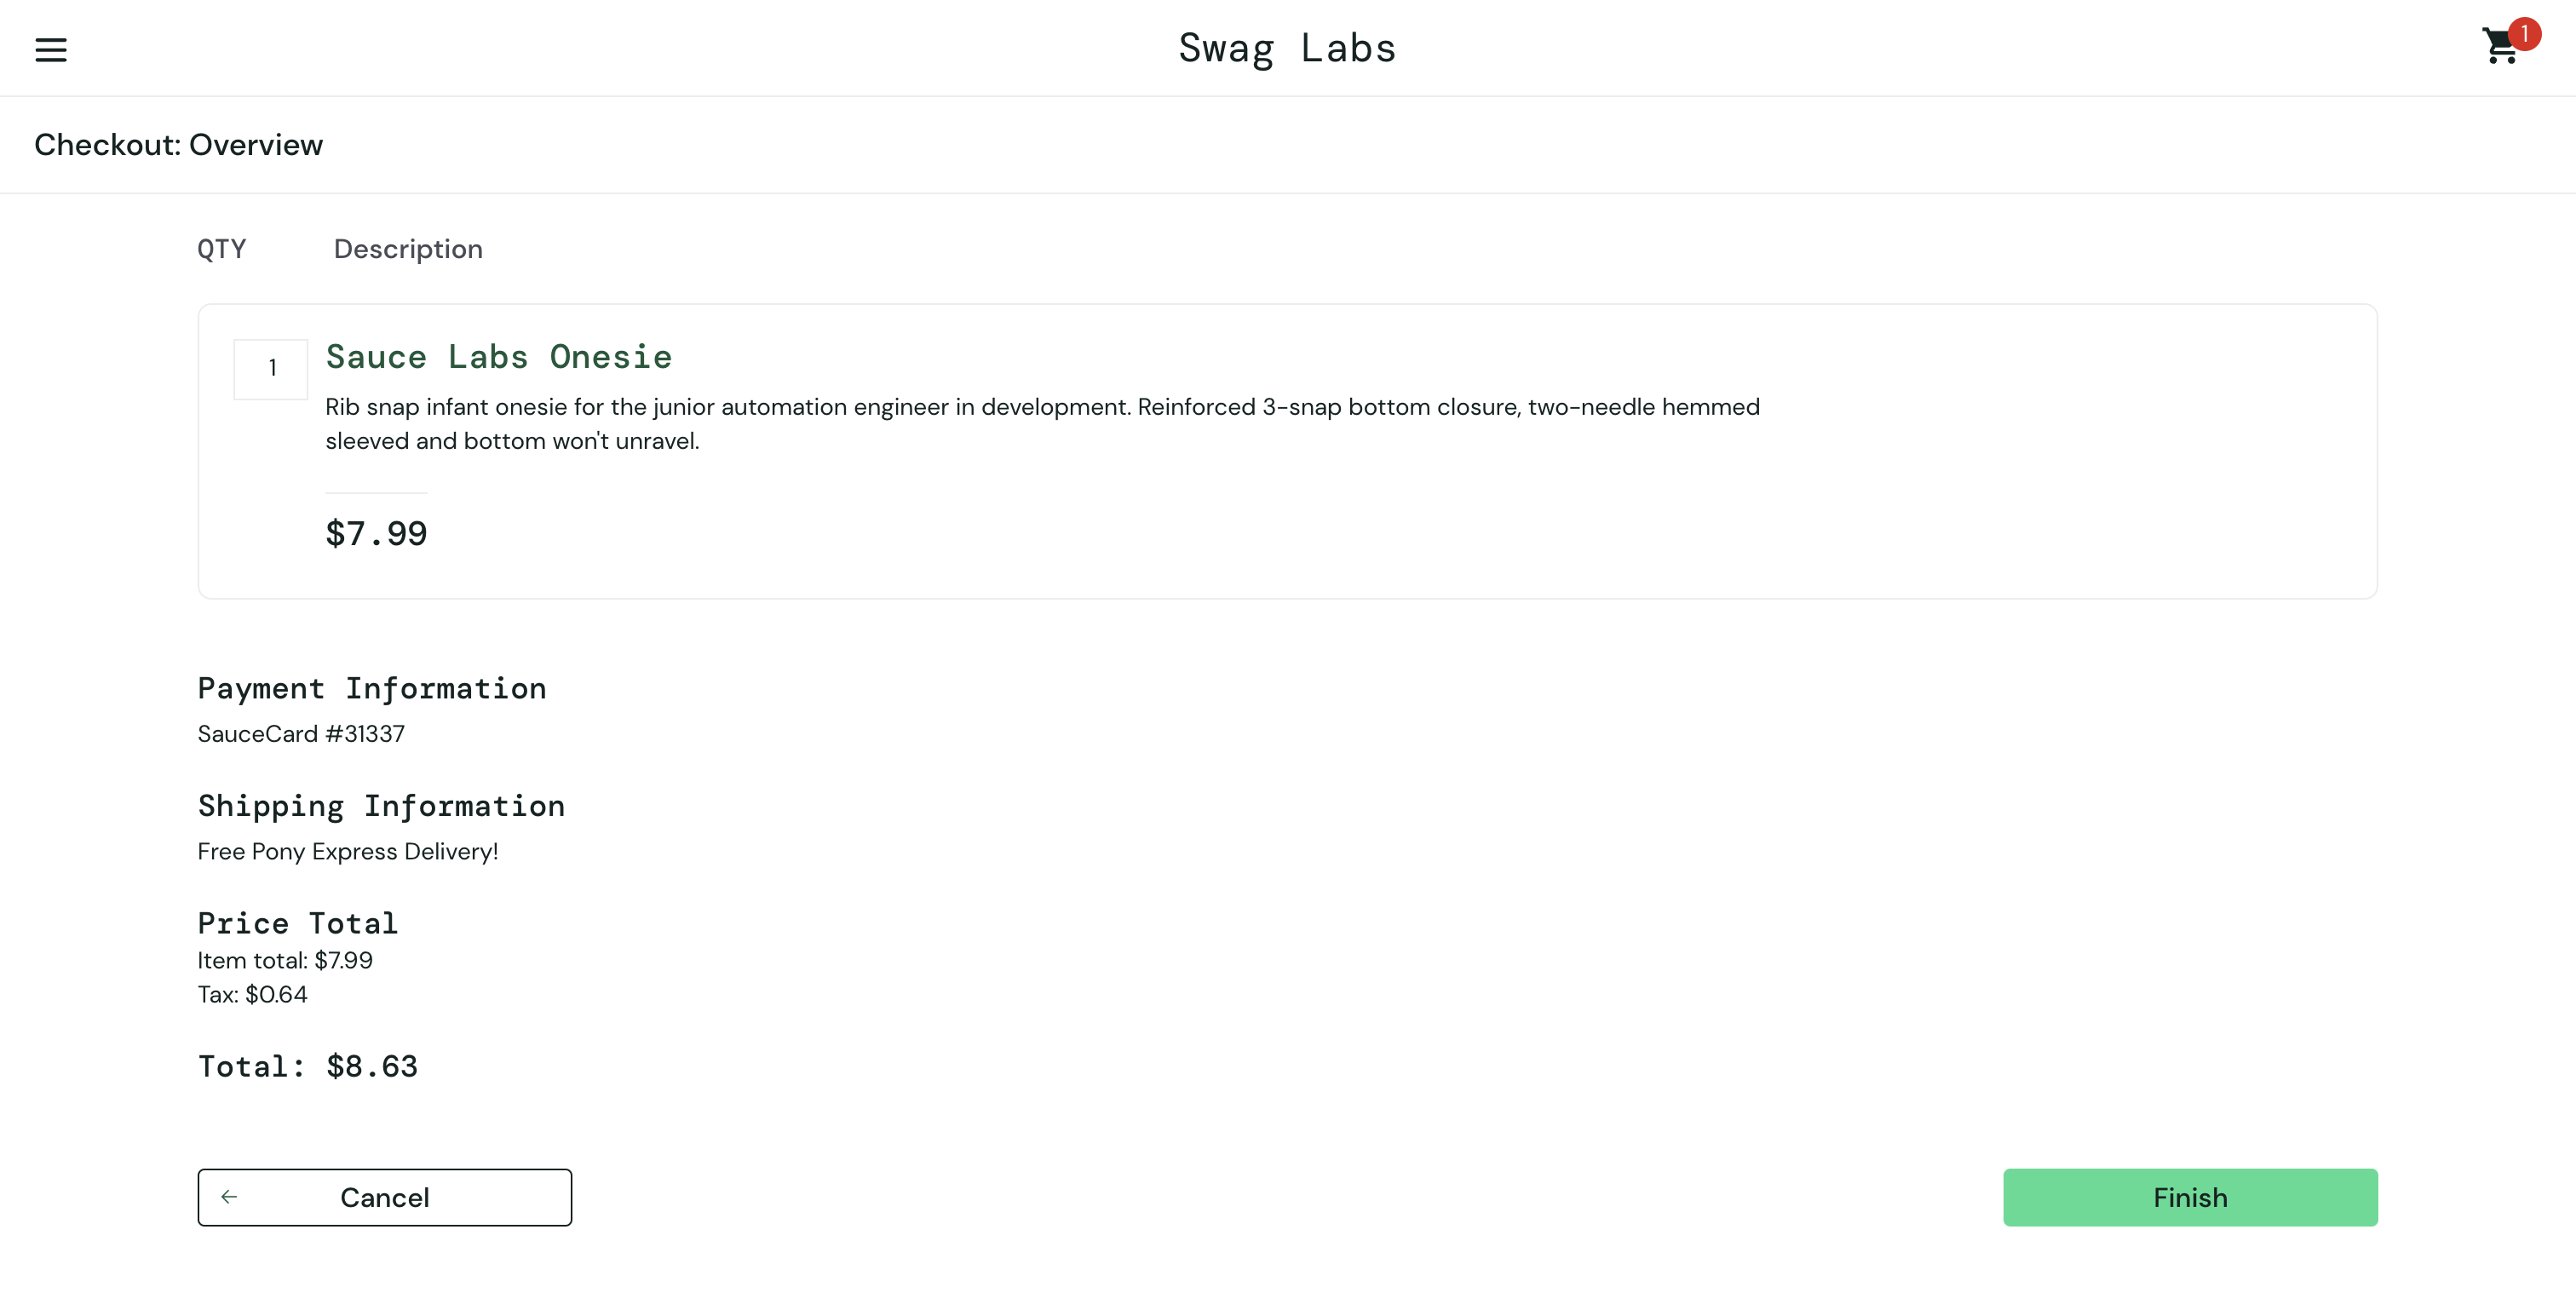 Swag Labs
1
Checkout: Overview
QTY Description
1
Sauce Labs Onesie
Rib snap infant onesie for the junior automation engineer in development. Reinforced 3-snap bottom closure, two-needle hemmed
sleeved and bottom won't unravel.
$7.99
Payment Information
SauceCard #31337
Shipping Information
Free Pony Express Delivery!
Price Total
Item total: $7.99
Tax: $0.64
Total: $8.63
Cancel
Finish